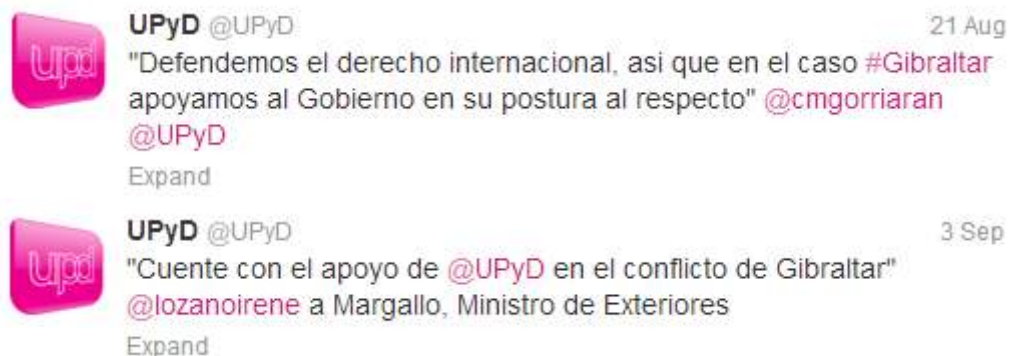 UPyD @UPyD 21 Aug
"Defendemos el derecho internacional, asi que en el caso #Gibraltar
apoyamos al Gobierno en su postura al respecto" @cmgorriaran
@UPyD
Expand
UPyD @UPyD 3 Sep
"Cuente con el apoyo de @UPyD en el conflicto de Gibraltar"
@lozanoirene a Margallo, Ministro de Exteriores
Expand
upd
upd